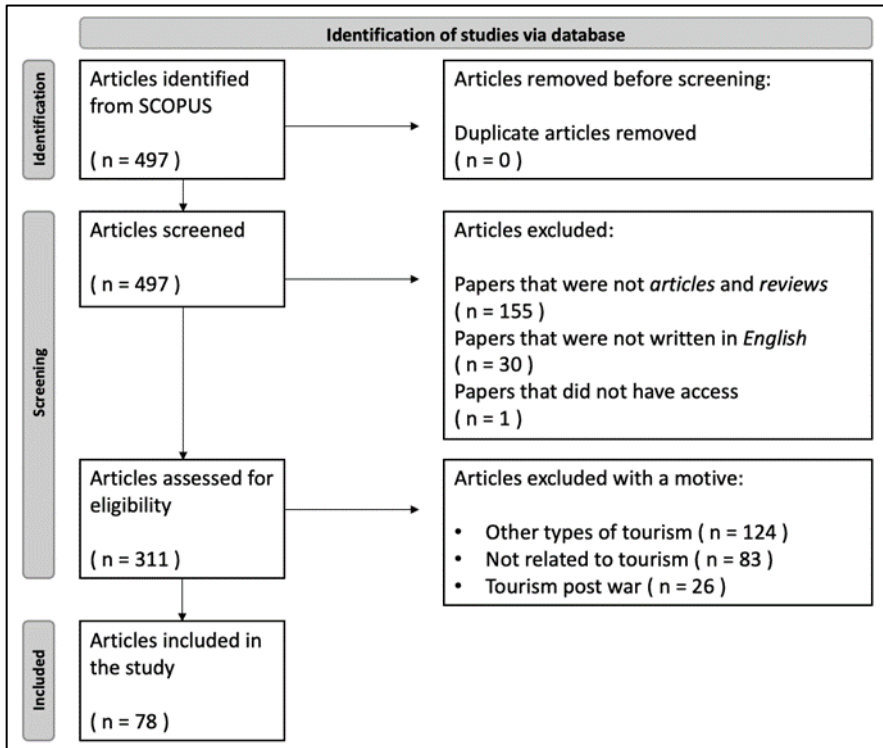 Identification of studies via database
Identification
Articles identified
from SCOPUS
( n = 497 )
Articles removed before screening:
Duplicate articles removed
( n = 0 )
Screening
Articles screened
( n = 497 )
Articles excluded:
Papers that were not articles and reviews
( n = 155 )
Papers that were not written in English
( n = 30 )
Papers that did not have access
( n = 1 )
Articles assessed for
eligibility
( n = 311 )
Articles excluded with a motive:
• Other types of tourism ( n = 124 )
• Not related to tourism ( n = 83 )
• Tourism post war ( n = 26 )
Included
Articles included in
the study
( n = 78 )